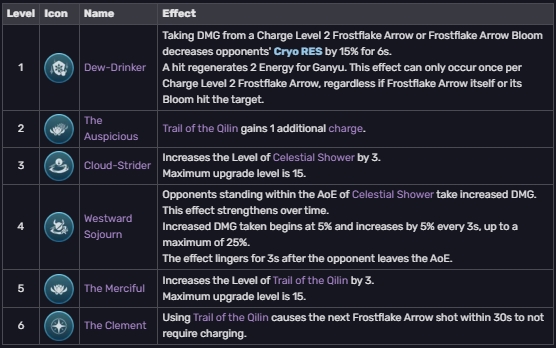 Level Icon Name Effect
1 Dew-Drinker
Taking DMG from a Charge Level 2 Frostflake Arrow or Frostflake Arrow Bloom
decreases opponents' Cryo RES by 15% for 6s.
A hit regenerates 2 Energy for Ganyu. This effect can only occur once per
Charge Level 2 Frostflake Arrow, regardless if Frostflake Arrow itself or its
Bloom hit the target.
2 The
Auspicious
Trail of the Qilin gains 1 additional charge.
3 Cloud-Strider
Increases the Level of Celestial Shower by 3.
Maximum upgrade level is 15.
4 Westward
Sojourn
Opponents standing within the AoE of Celestial Shower take increased DMG.
This effect strengthens over time.
Increased DMG taken begins at 5% and increases by 5% every 3s, up to a
maximum of 25%.
The effect lingers for 3s after the opponent leaves the AoE.
5 The Merciful
Increases the Level of Trail of the Qilin by 3.
Maximum upgrade level is 15.
6 The Clement
Using Trail of the Qilin causes the next Frostflake Arrow shot within 30s to not
require charging.